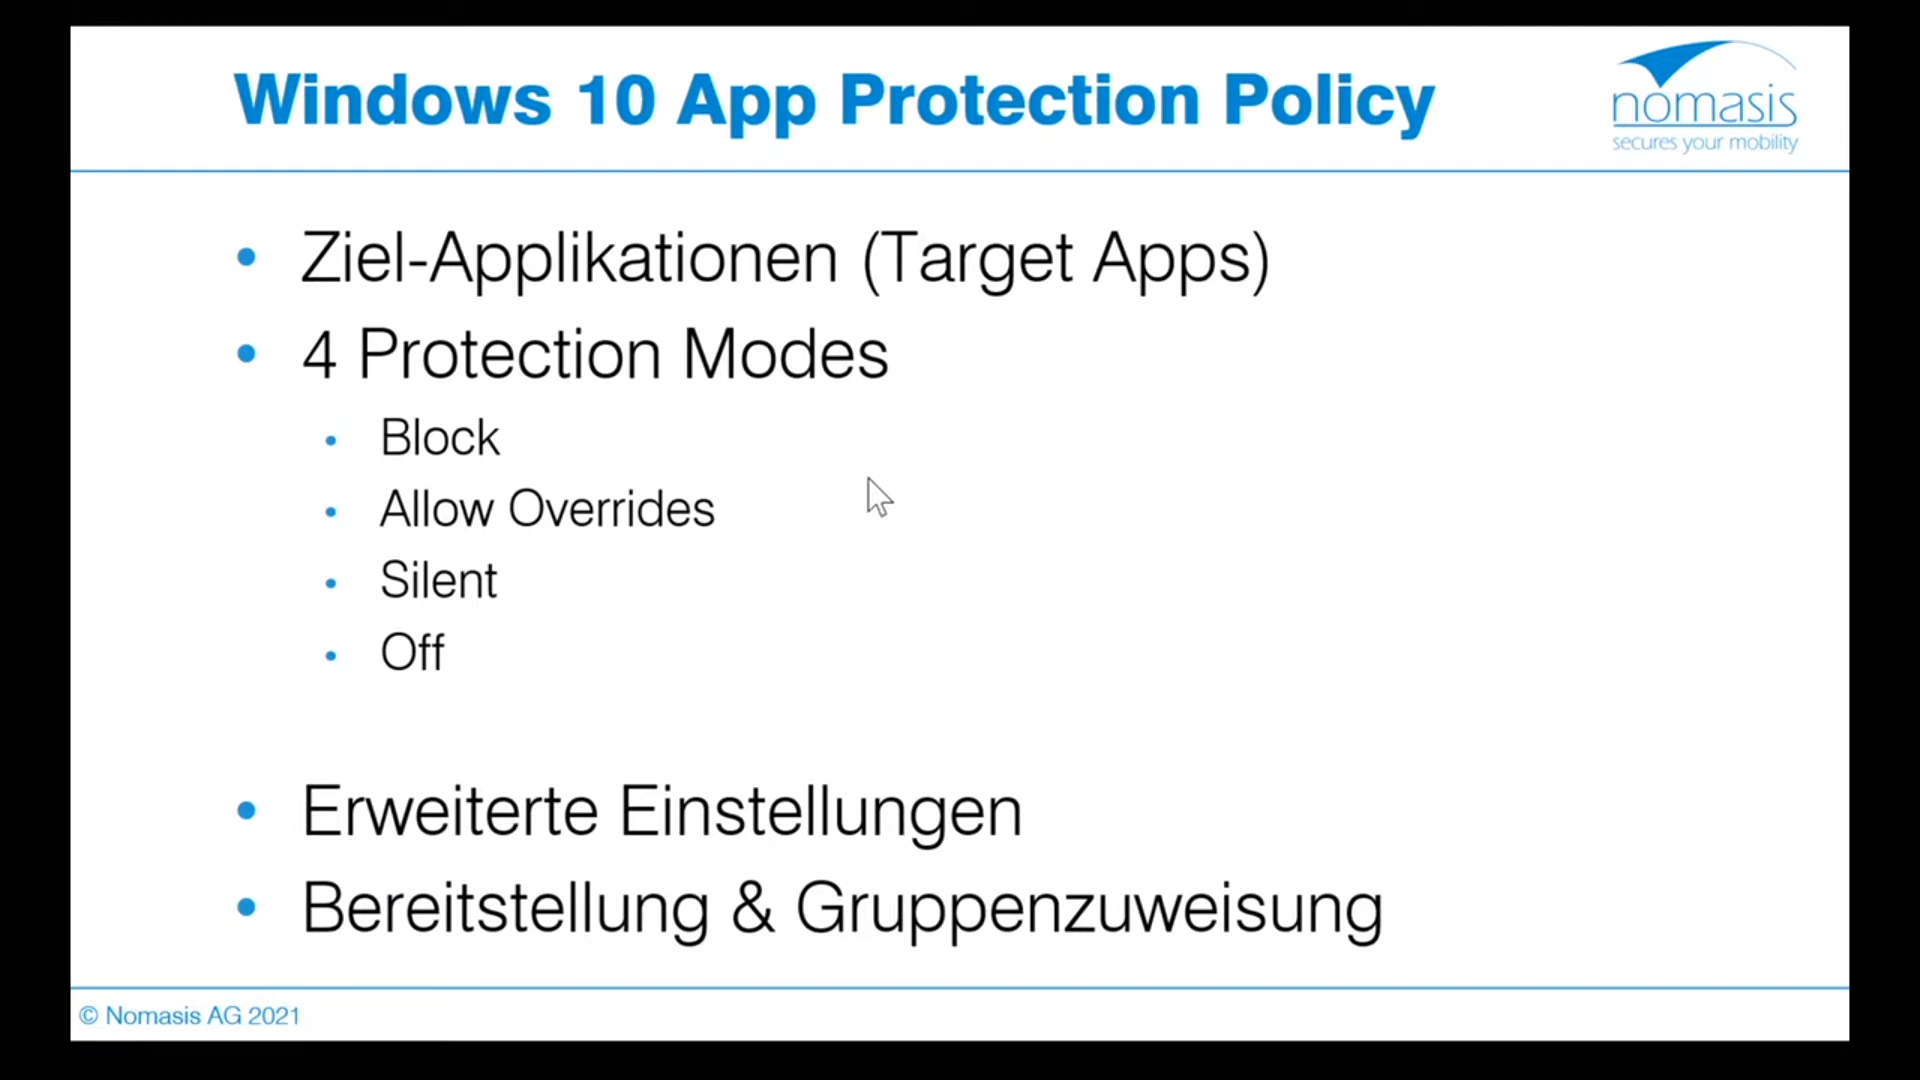 Windows 10 App Protection Policy
nomasis
secures your mobility
• Ziel-Applikationen (Target Apps)
• 4 Protection Modes
• Block
• Allow Overrides
• Silent
• Off
• Erweiterte Einstellungen
• Bereitstellung & Gruppenzuweisung
© Nomasis AG 2021